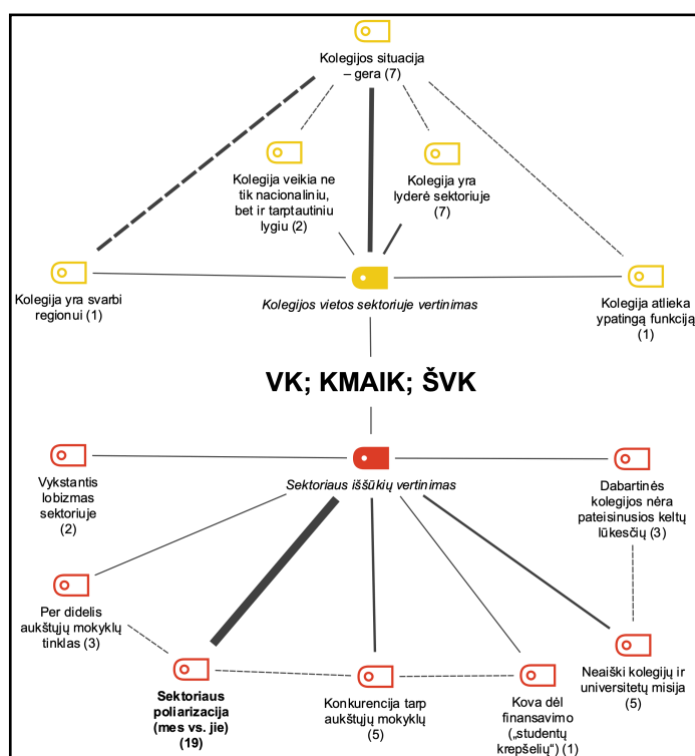 Kolegijos situacija
– gera (7)
Kolegija veikia ne
tik nacionaliniu,
bet ir tarptautiniu
lygiu (2)
Kolegija yra
lyderė sektoriuje
(7)
Kolegija yra svarbi
regionui (1)
Kolegijos vietos sektoriuje vertinimas
Kolegija atlieka
ypatingą funkciją
(1)
VK; KMAIK; ŠVK
Vykstantis
lobizmas
sektoriuje
(2)
Sektoriaus iššūkių vertinimas
Dabartinės
kolegijos nėra
pateisinusios keltų
lūkesčių (3)
Per didelis
aukštųjų mokyklų
tinklas (3)
Sektoriaus
poliarizacija
(mes vs. jie)
(19)
Konkurencija tarp
aukštųjų mokyklų
(5)
Kova dėl
finansavimo
(„studentų
krepšelių“) (1)
Neaiški kolegijų ir
universitetų misija
(5)